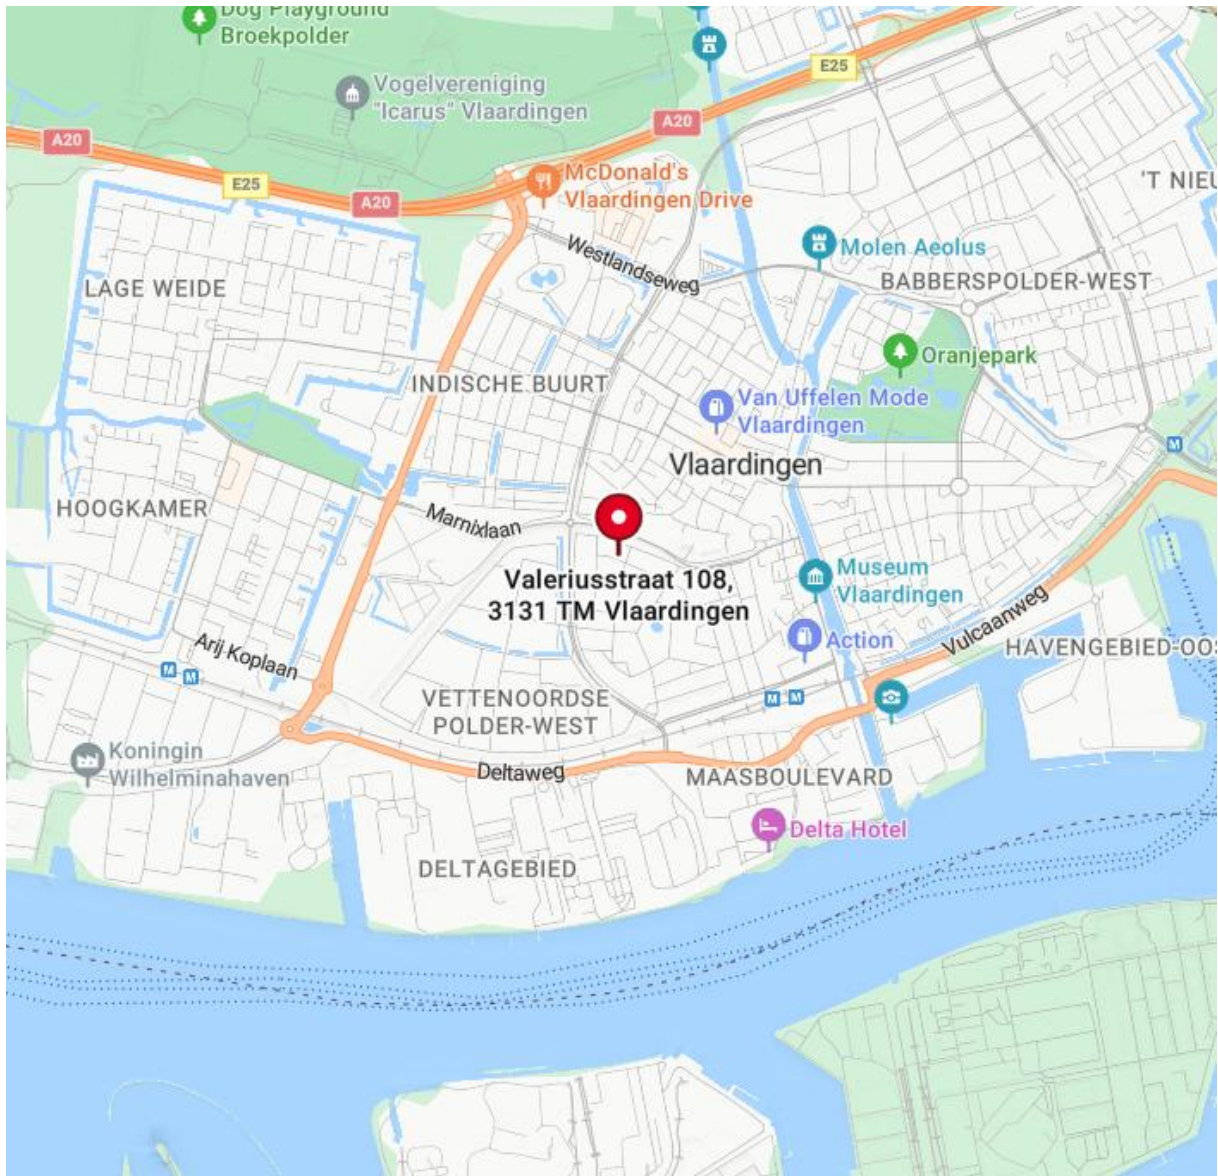 Dog Playground
Broekpolder
E25
Vogelvereniging
"Icarus" Vlaardingen
A20
A20
McDonald's
Vlaardingen Drive
E25
A20
'T NIEU
Westlandseweg
Molen Aeolus
LAGE WEIDE
BABBERSPOLDER-WEST
Oranjepark
INDISCHE BUURT
Van Uffelen Mode
Vlaardingen
Vlaardingen
M
HOOGKAMER
Marnixlaan
Valeriusstraat 108,
3131 TM Vlaardingen
Museum
Vlaardingen
Vulcaanweg
Action
HAVENGEBIED-OOS
Arij Koplaan
M
M
M
M
VETTENOORDSE
POLDER-WEST
Koningin
Wilhelminahaven
Deltaweg
MAASBOULEVARD
Delta Hotel
DELTAGEBIED